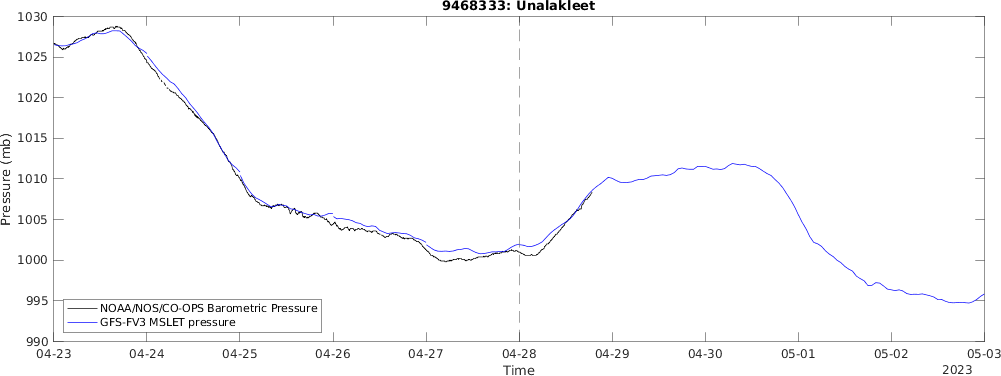 9468333: Unalakleet
1030
1025
1020
1015
1010
1005
1000
995
990
Pressure (mb)
NOAA/NOS/CO-OPS Barometric Pressure
GFS-FV3 MSLET pressure
04-23 04-24 04-25 04-26 04-27 04-28 04-29 04-30 05-01 05-02 05-03
Time
2023